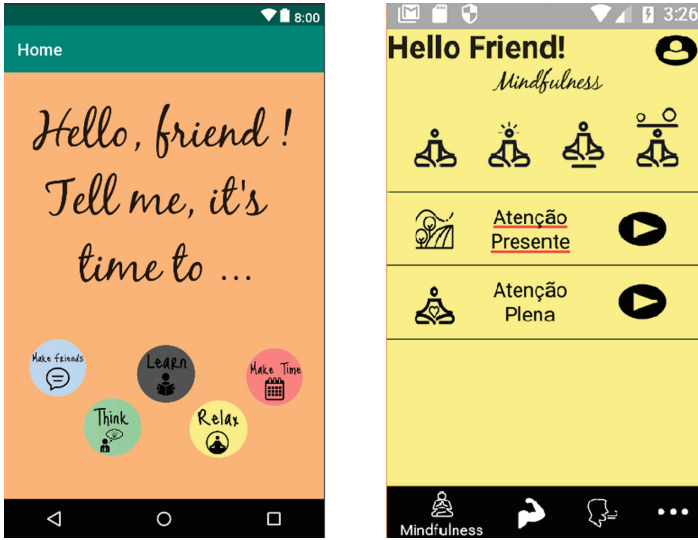 8:00
Home
Hello, friend !
Tell me, it's
time to ...
Make friends
Learn
Make Time
Think
Relax
3:26
Hello Friend!
Mindfulness
Atenção
Presente
Atenção
Plena
Mindfulness